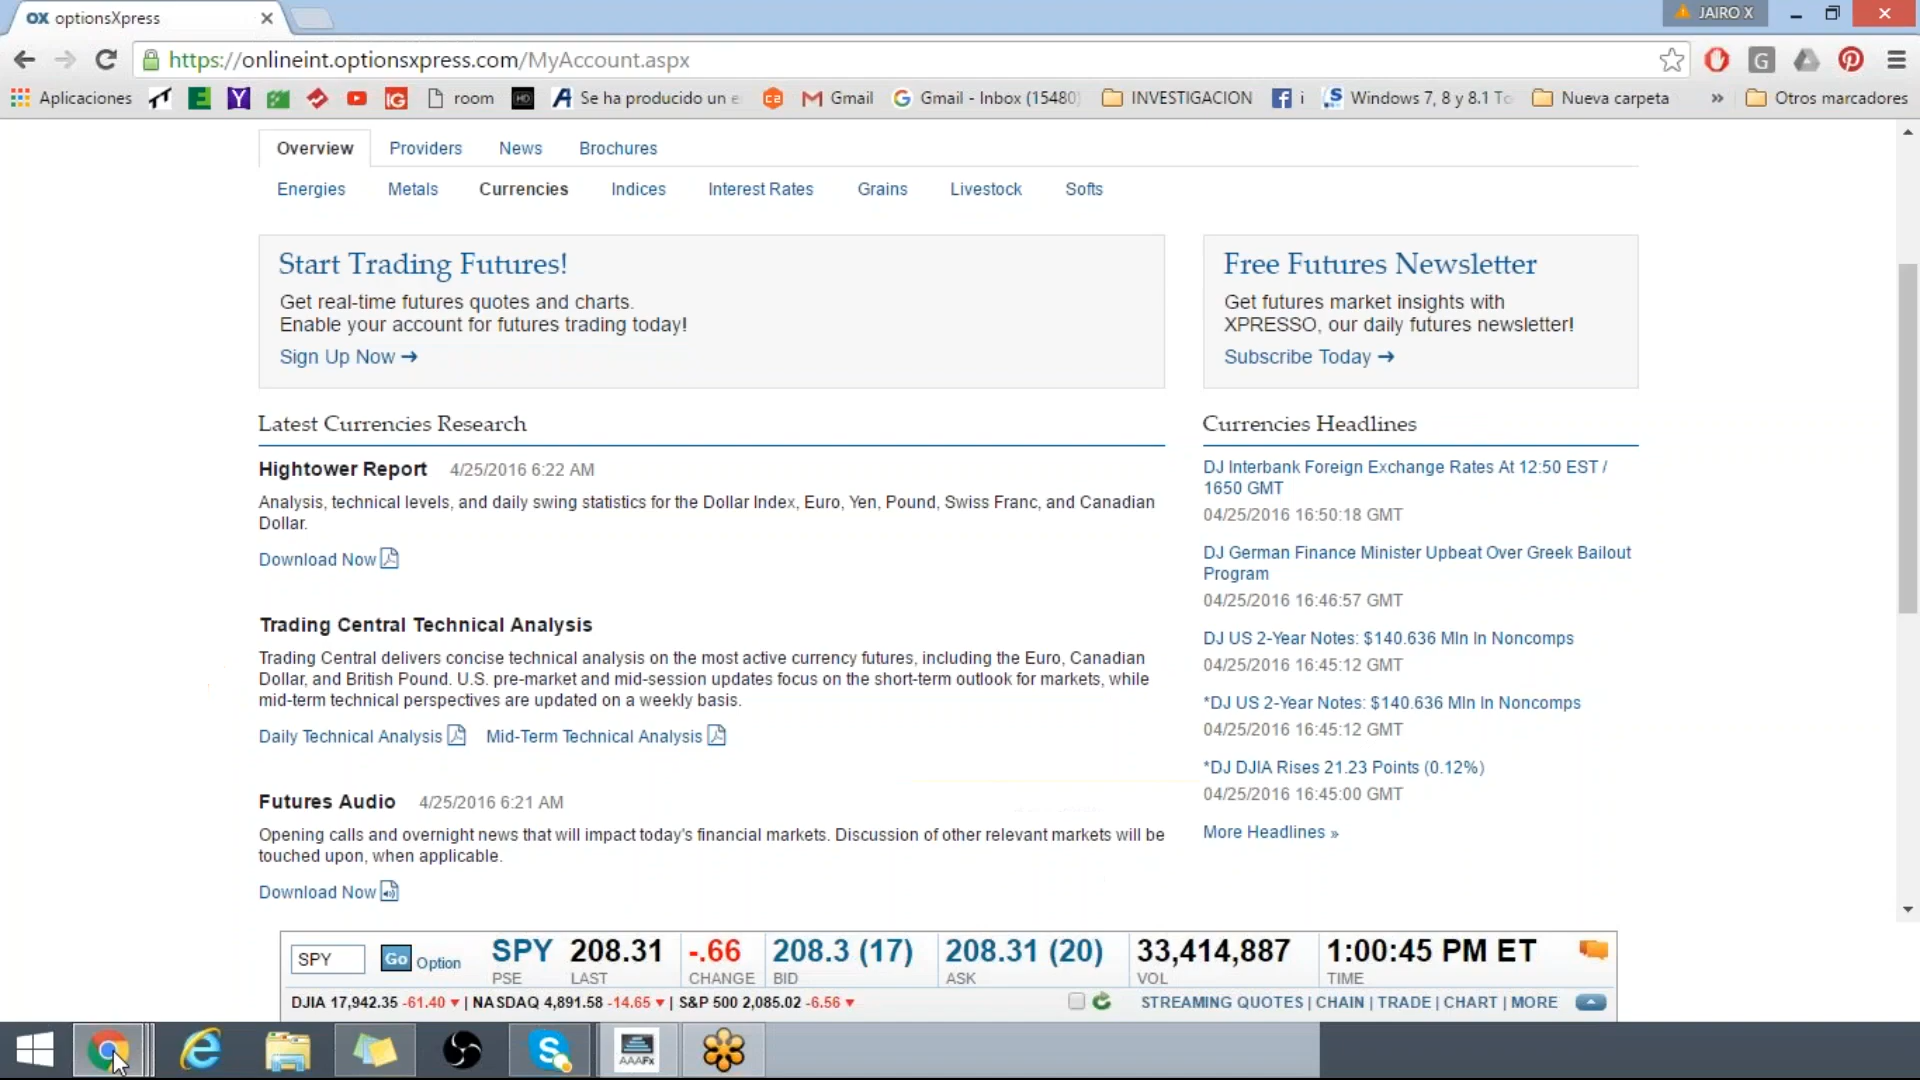 OX optionsXpress
JAIRO X
https://onlineint.optionsxpress.com/MyAccount.aspx
Aplicaciones
room
Se ha producido un e
Gmail
Gmail - Inbox (15480)
INVESTIGACION
i
Windows 7, 8 y 8.1 To
Nueva carpeta
»
Otros marcadores
Overview Providers News Brochures
Energies Metals Currencies Indices Interest Rates Grains Livestock Softs
Start Trading Futures!
Get real-time futures quotes and charts.
Enable your account for futures trading today!
Sign Up Now →
Free Futures Newsletter
Get futures market insights with
XPRESSO, our daily futures newsletter!
Subscribe Today →
Latest Currencies Research
Hightower Report 4/25/2016 6:22 AM
Analysis, technical levels, and daily swing statistics for the Dollar Index, Euro, Yen, Pound, Swiss Franc, and Canadian
Dollar.
Download Now
Trading Central Technical Analysis
Trading Central delivers concise technical analysis on the most active currency futures, including the Euro, Canadian
Dollar, and British Pound. U.S. pre-market and mid-session updates focus on the short-term outlook for markets, while
mid-term technical perspectives are updated on a weekly basis.
Daily Technical Analysis Mid-Term Technical Analysis
Futures Audio 4/25/2016 6:21 AM
Opening calls and overnight news that will impact today's financial markets. Discussion of other relevant markets will be
touched upon, when applicable.
Download Now
Currencies Headlines
DJ Interbank Foreign Exchange Rates At 12:50 EST /
1650 GMT
04/25/2016 16:50:18 GMT
DJ German Finance Minister Upbeat Over Greek Bailout
Program
04/25/2016 16:46:57 GMT
DJ US 2-Year Notes: $140.636 Mln In Noncomps
04/25/2016 16:45:12 GMT
*DJ US 2-Year Notes: $140.636 Mln In Noncomps
04/25/2016 16:45:12 GMT
*DJ DJIA Rises 21.23 Points (0.12%)
04/25/2016 16:45:00 GMT
More Headlines »
SPY Go Option SPY 208.31 -.66 208.3 (17) 208.31 (20) 33,414,887 1:00:45 PM ET
PSE LAST CHANGE BID ASK VOL TIME
DJIA 17,942.35 -61.40 ▼ | NASDAQ 4,891.58 -14.65 ▼ | S&P 500 2,085.02 -6.56 ▼
STREAMING QUOTES | CHAIN | TRADE | CHART | MORE
AAAFx